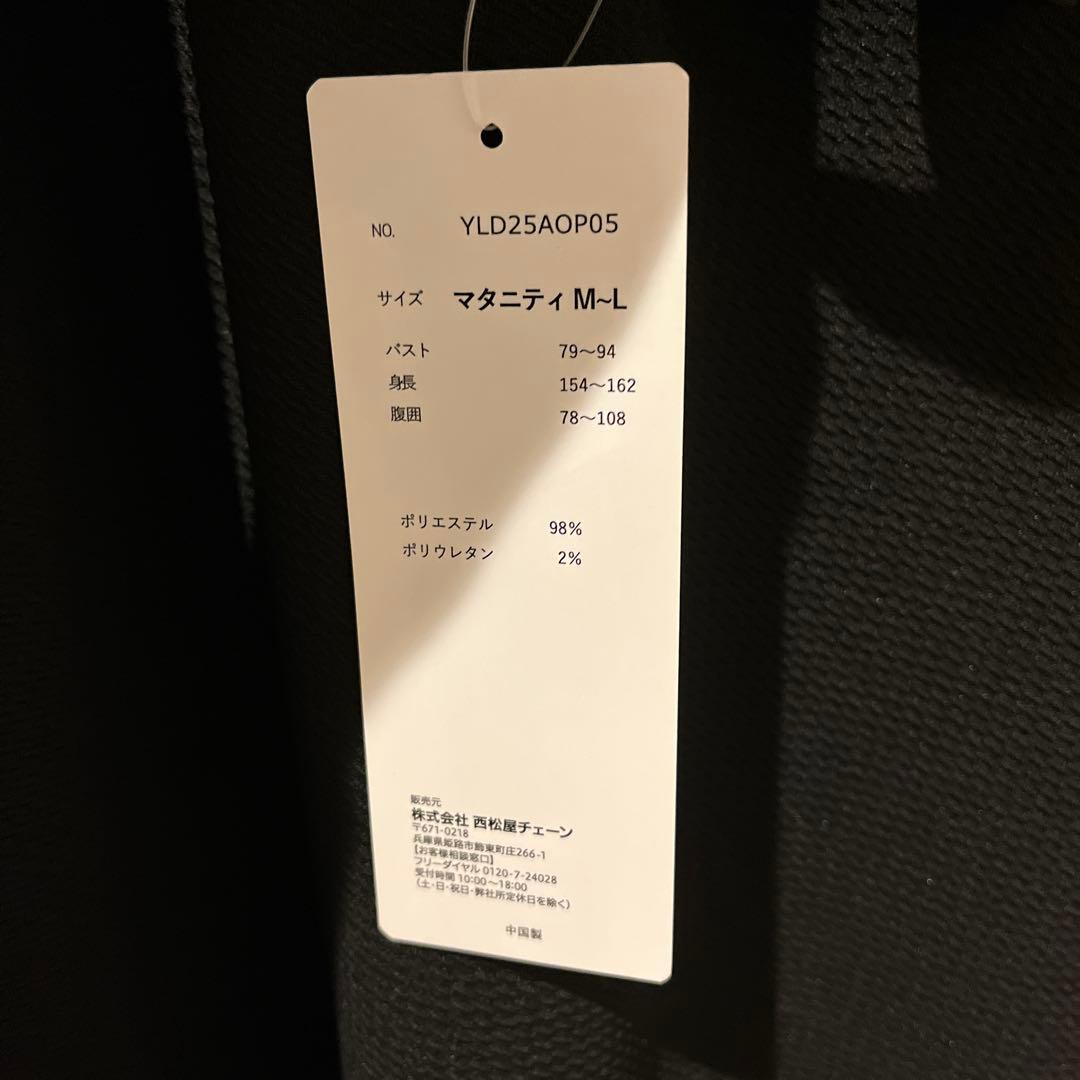 NO. YLD25AOP05
サイズ マタニティ M~L
バスト 79〜94
身長 154〜162
腹囲 78〜108
ポリエステル 98%
ポリウレタン 2%
販売元
株式会社 西松屋チェーン
〒671-0218
兵庫県姫路市飾東町庄266-1
【お客様相談窓口】
フリーダイヤル 0120-7-24028
受付時間 10:00〜18:00
(土・日・祝日・弊社所定休日を除く)
中国製